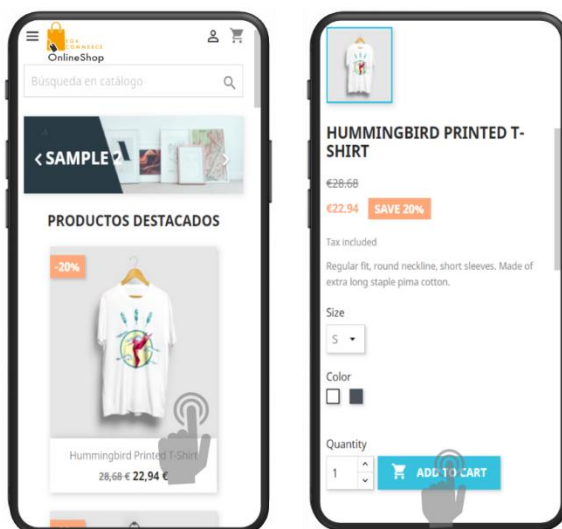 COMMERCE
OnlineShop
Búsqueda en catálogo
SAMPLE 2
PRODUCTOS DESTACADOS
-20%
Hummingbird Printed T-Shirt
28,68 € 22,94 €
HUMMINGBIRD PRINTED T-
SHIRT
€28.68
€22.94 SAVE 20%
Tax included
Regular fit, round neckline, short sleeves. Made of
extra long staple pima cotton.
Size
S
Color
Quantity
1 ADD TO CART